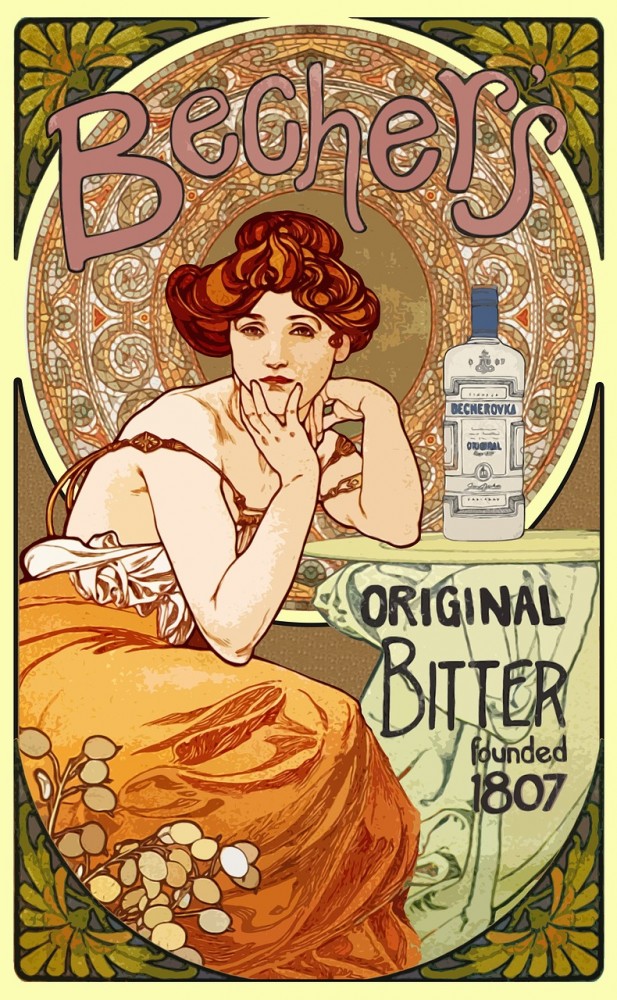 Becher's
BECHEROVKA
ORIGINAL
ORIGINAL
BITTER
founded
1807